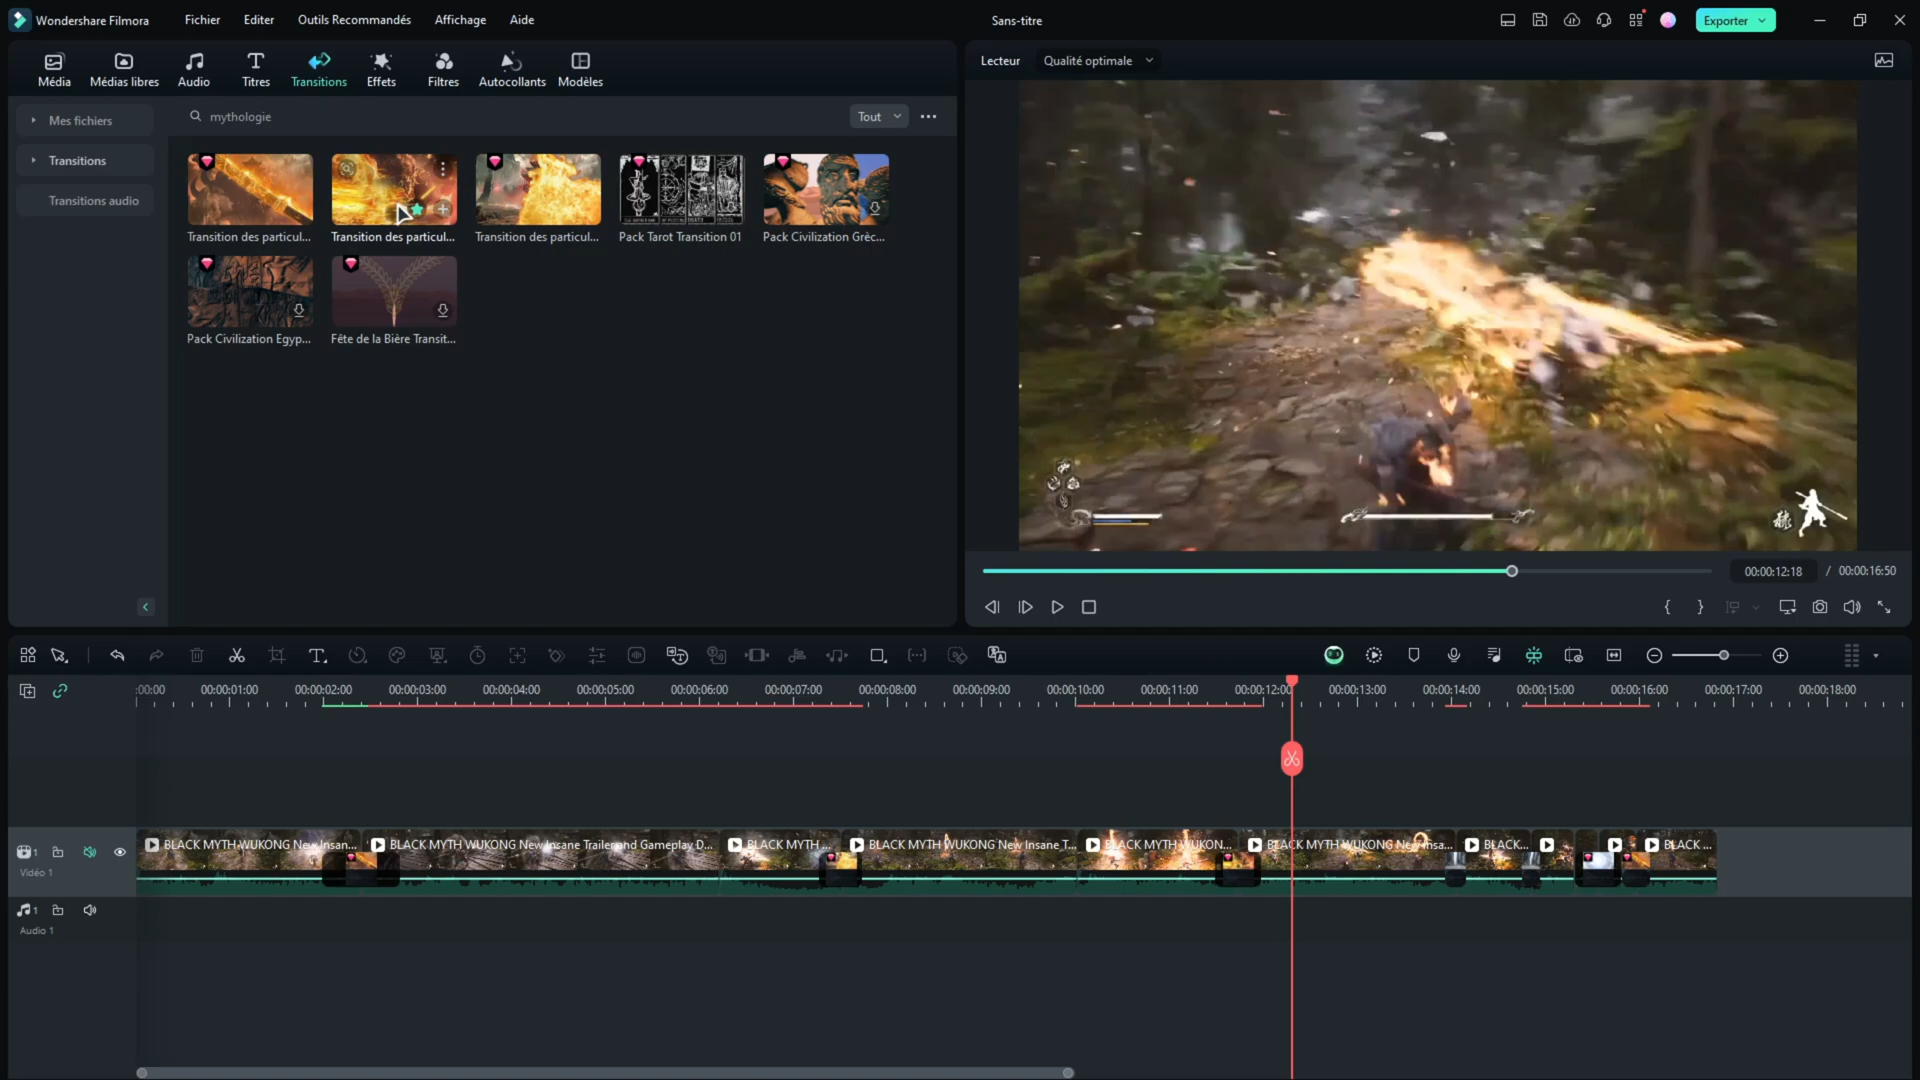 Wondershare Filmora
Fichier
Editer
Outils Recommandés
Affichage
Aide
Sans-titre
Exporter
Média
Médias libres
Audio
Titres
Transitions
Effets
Filtres
Autocollants
Modèles
Lecteur
Qualité optimale
Mes fichiers
Transitions
Transitions audio
mythologie
Tout
Transition des particul...
Transition des particul...
Transition des particul...
Pack Tarot Transition 01
Pack Civilization Grèc...
Pack Civilization Egyp...
Fête de la Bière Transit...
00:00:12:18 / 00:00:16:50
:00:00
00:00:01:00
00:00:02:00
00:00:03:00
00:00:04:00
00:00:05:00
00:00:06:00
00:00:07:00
00:00:08:00
00:00:09:00
00:00:10:00
00:00:11:00
00:00:12:00
00:00:13:00
00:00:14:00
00:00:15:00
00:00:16:00
00:00:17:00
00:00:18:00
BLACK MYTH WUKONG New Insan...
BLACK MYTH WUKONG New Insane Trailer and Gameplay D...
BLACK MYTH ...
BLACK MYTH WUKONG New Insane T...
BLACK MYTH WUKON...
BLACK MYTH WUKONG New Insa...
BLACK...
BLACK ...
1
Vidéo 1
1
Audio 1